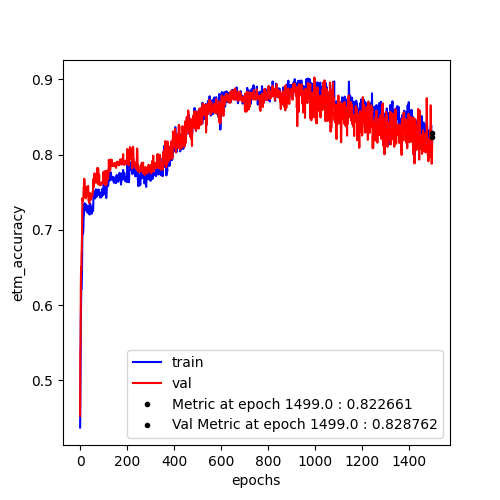 0.9
0.8
0.7
0.6
0.5
etm_accuracy
train
val
Metric at epoch 1499.0 : 0.822661
Val Metric at epoch 1499.0 : 0.828762
0 200 400 600 800 1000 1200 1400
epochs